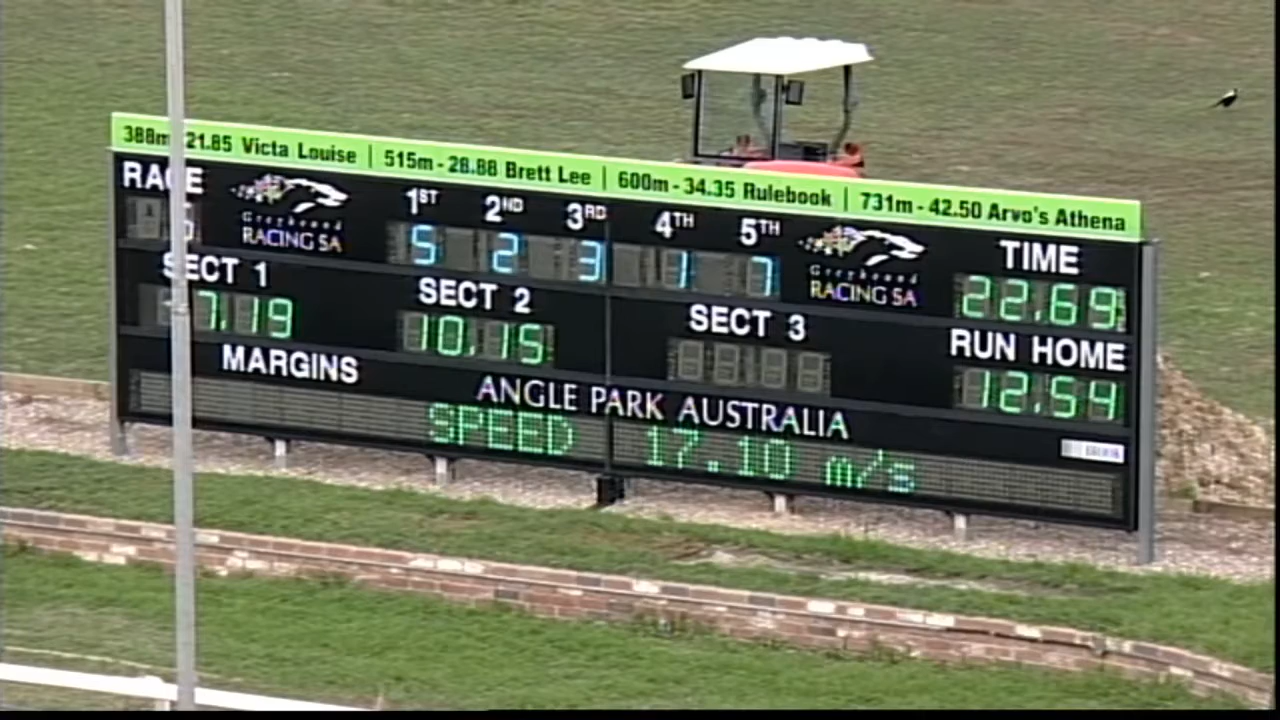 388m - 21.85 Victa Louise | 515m - 28.88 Brett Lee | 600m - 34.35 Rulebook | 731m - 42.50 Arvo's Athena
RACE Greyhound RACING SA 1ST 2ND 3RD 4TH 5TH Greyhound RACING SA TIME
5 2 3 1 7 22.69
SECT 1 SECT 2 SECT 3 RUN HOME
7.19 10.15 12.54
MARGINS ANGLE PARK AUSTRALIA
SPEED 17.10 m/s